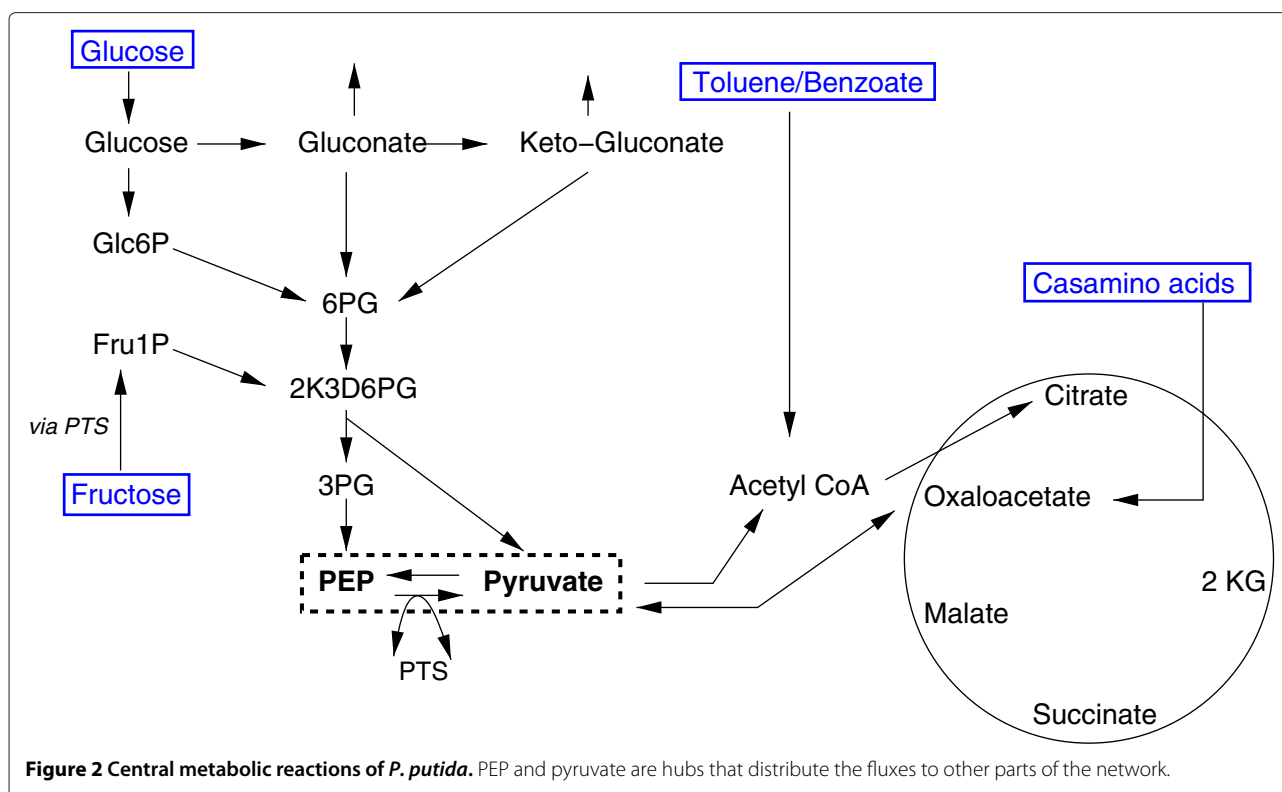 Glucose
Toluene/Benzoate
Glucose
Gluconate
Keto−Gluconate
Glc6P
Casamino acids
6PG
Fru1P
2K3D6PG
Citrate
via PTS
3PG
Acetyl CoA
Fructose
Oxaloacetate
PEP
Pyruvate
2 KG
Malate
PTS
Succinate
Figure 2 Central metabolic reactions of P. putida. PEP and pyruvate are hubs that distribute the fluxes to other parts of the network.